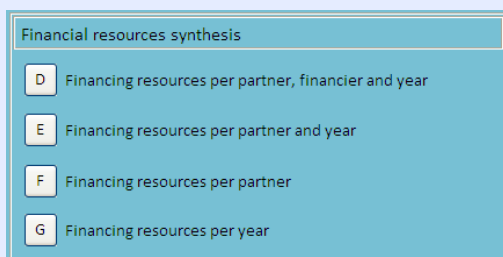 Financial resources synthesis
D Financing resources per partner, financier and year
E Financing resources per partner and year
F Financing resources per partner
G Financing resources per year